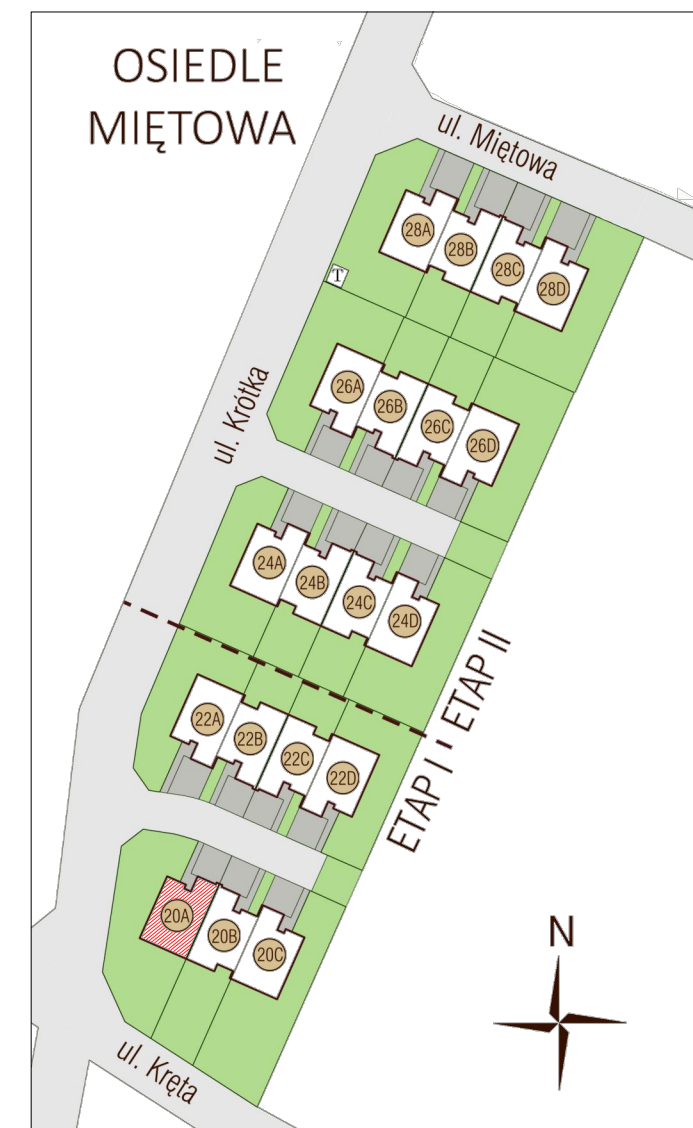 OSIEDLE
MIĘTOWA
ul. Miętowa
28A
28B
28C
28D
T
ul. Krótka
26A
26B
26C
26D
24A
24B
24C
24D
ETAP II
ETAP I
22A
22B
22C
22D
20A
20B
20C
N
ul. Kręta